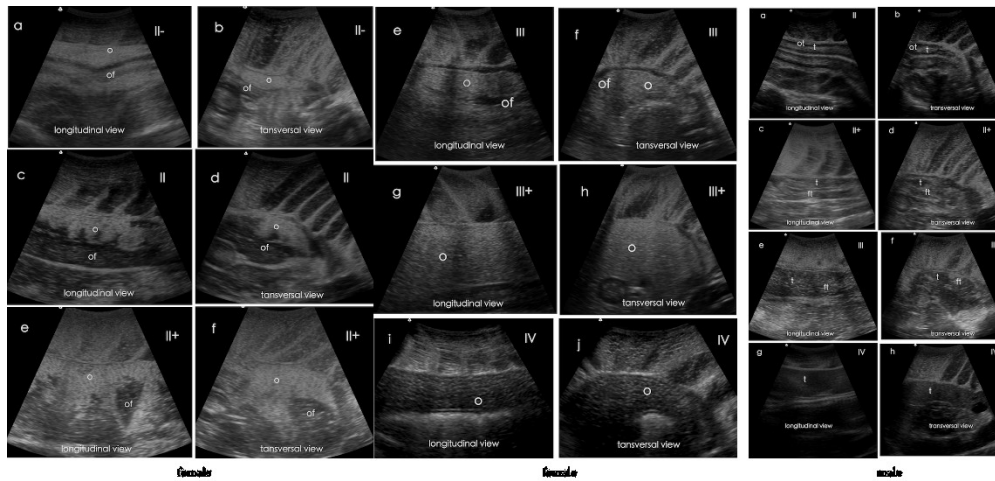 a
II-
o
of
longitudinal view
b
II-
o
of
tansversal view
c
II
o
of
longitudinal view
d
II
o
of
tansversal view
e
II+
o
of
longitudinal view
f
II+
o
of
tansversal view
e
III
o
of
longitudinal view
f
III
of
o
tansversal view
g
III+
o
longitudinal view
h
III+
o
tansversal view
i
IV
o
longitudinal view
j
IV
o
tansversal view
a
II
of
t
longitudinal view
b
II
of
t
transverse view
c
II+
t
ft
longitudinal view
d
II+
t
ft
transversal view
e
III
t
ft
longitudinal view
f
t
ft
transversal view
g
IV
t
longitudinal view
h
IV
t
transversal view